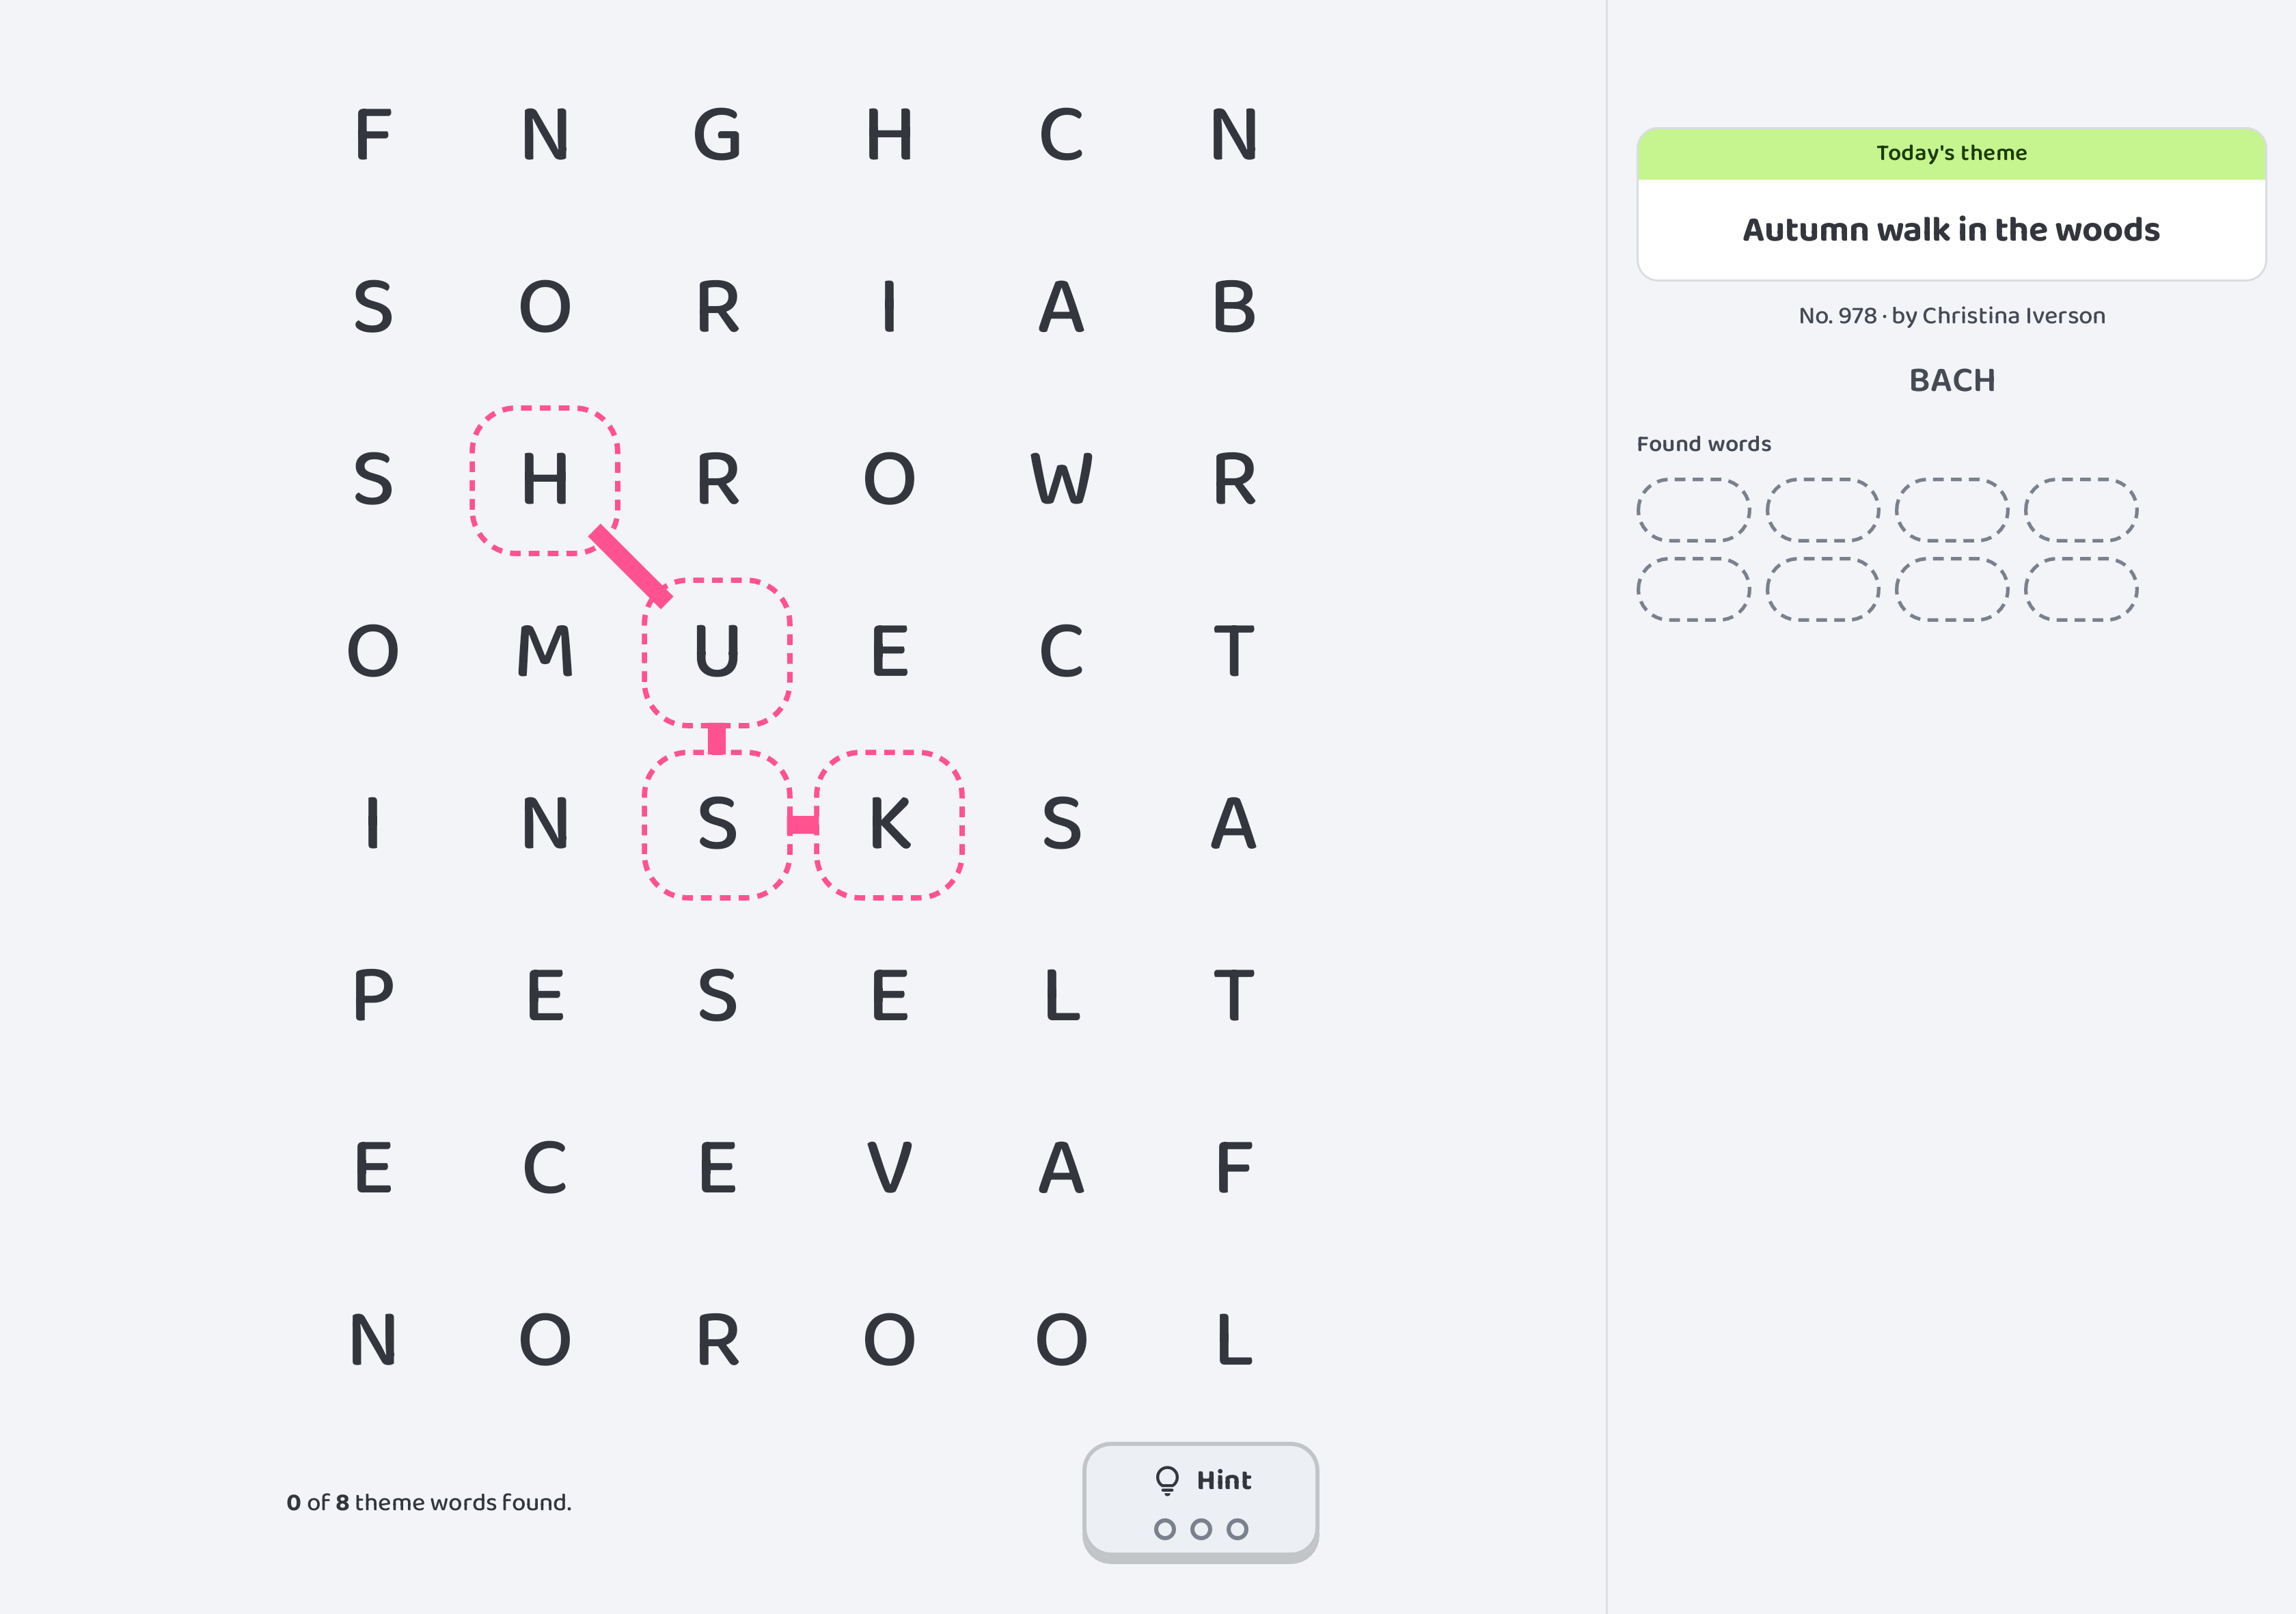 F N G H C N
S O R I A B
S H R O W R
O M U E C T
I N S K S A
P E S E L T
E C E V A F
N O R O O L
0 of 8 theme words found.
Hint
Today's theme
Autumn walk in the woods
No. 978 · by Christina Iverson
BACH
Found words